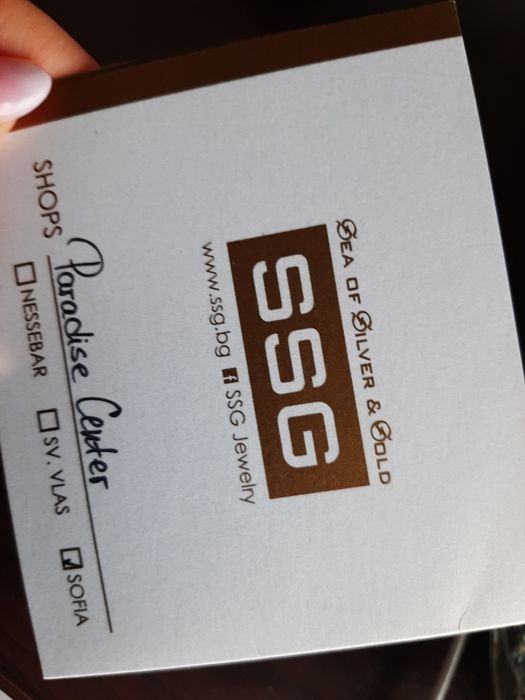 SEA OF SILVER & GOLD
SSG
www.ssg.bg f SSG Jewelry
SHOPS Paradise Center
NESSEBAR SV. VLAS SOFIA